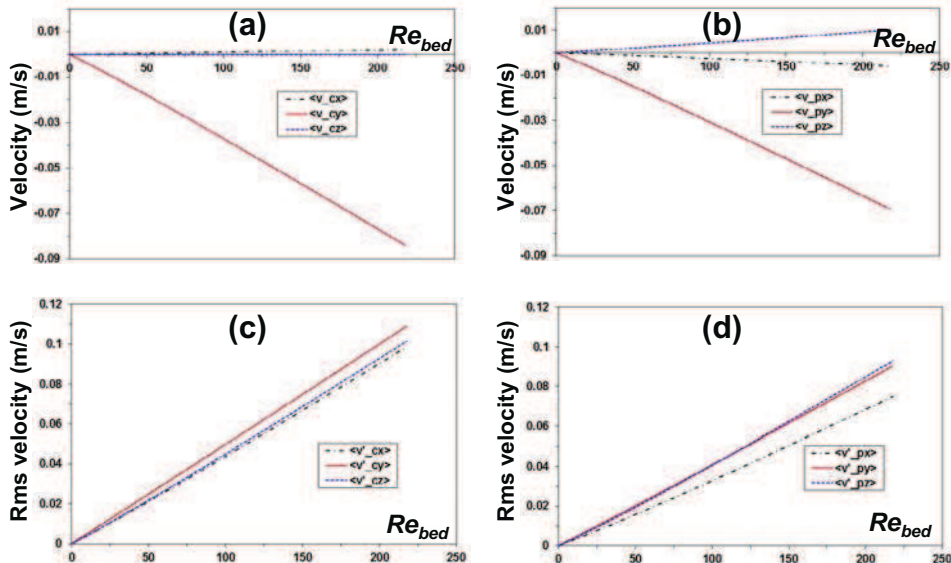 (a)
Re_bed
Velocity (m/s)
0.01
-0.01
-0.03
-0.05
-0.07
-0.09
0 50 100 150 200 250
<v_cx>
<v_cy>
<v_cz>
(b)
Re_bed
Velocity (m/s)
0.01
-0.01
-0.03
-0.05
-0.07
-0.09
0 50 100 150 200 250
<v_px>
<v_py>
<v_pz>
(c)
Rms velocity (m/s)
0.12
0.1
0.08
0.06
0.04
0.02
0
<v'_cx>
<v'_cy>
<v'_cz>
Re_bed
0 50 100 150 200 250
(d)
Rms velocity (m/s)
0.12
0.1
0.08
0.06
0.04
0.02
0
<v'_px>
<v'_py>
<v'_pz>
Re_bed
0 50 100 150 200 250